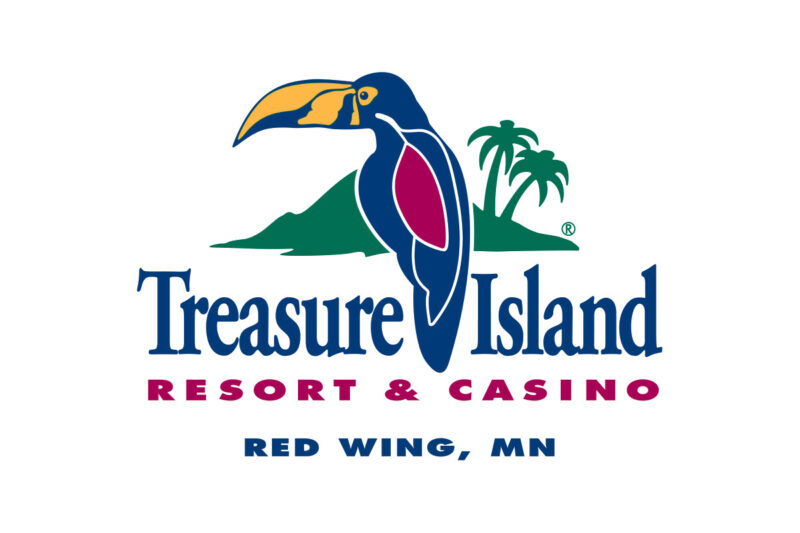 ®
Treasure Island
RESORT & CASINO
RED WING, MN